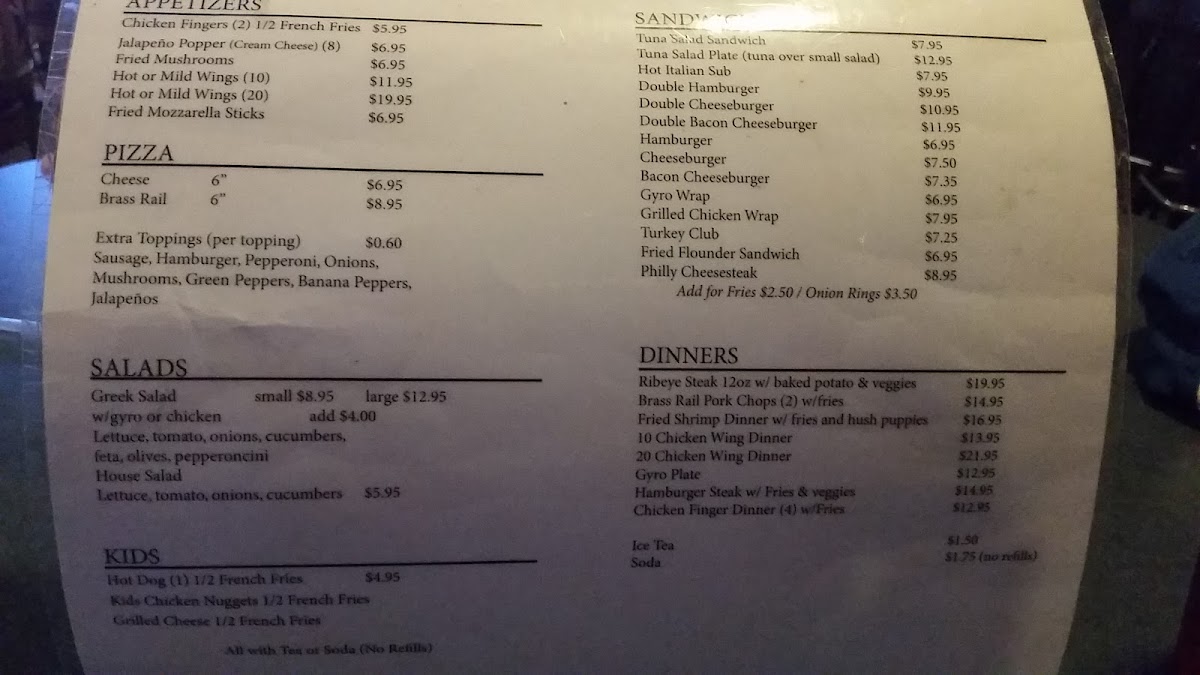 APPETIZERS
Chicken Fingers (2) 1/2 French Fries $5.95
Jalapeño Popper (Cream Cheese) (8) $6.95
Fried Mushrooms $6.95
Hot or Mild Wings (10) $11.95
Hot or Mild Wings (20) $19.95
Fried Mozzarella Sticks $6.95
PIZZA
Cheese 6” $6.95
Brass Rail 6” $8.95
Extra Toppings (per topping) $0.60
Sausage, Hamburger, Pepperoni, Onions,
Mushrooms, Green Peppers, Banana Peppers,
Jalapeños
SALADS
Greek Salad small $8.95 large $12.95
w/gyro or chicken add $4.00
Lettuce, tomato, onions, cucumbers,
feta, olives, pepperoncini
House Salad
Lettuce, tomato, onions, cucumbers $5.95
KIDS
Hot Dog (1) 1/2 French Fries $4.95
Kids Chicken Nuggets 1/2 French Fries
Grilled Cheese 1/2 French Fries
All with Tea or Soda (No Refills)
Tuna Salad Sandwich $7.95
Tuna Salad Plate (tuna over small salad) $12.95
Hot Italian Sub $7.95
Double Hamburger $9.95
Double Cheeseburger $10.95
Double Bacon Cheeseburger $11.95
Hamburger $6.95
Cheeseburger $7.50
Bacon Cheeseburger $7.35
Gyro Wrap $6.95
Grilled Chicken Wrap $7.95
Turkey Club $7.25
Fried Flounder Sandwich $6.95
Philly Cheesesteak $8.95
Add for Fries $2.50 / Onion Rings $3.50
DINNERS
Ribeye Steak 12oz w/ baked potato & veggies $19.95
Brass Rail Pork Chops (2) w/fries $14.95
Fried Shrimp Dinner w/ fries and hush puppies $16.95
10 Chicken Wing Dinner $13.95
20 Chicken Wing Dinner $21.95
Gyro Plate $12.95
Hamburger Steak w/ Fries & veggies $14.95
Chicken Finger Dinner (4) w/Fries $12.95
Ice Tea $1.50
Soda $1.75 (no refills)